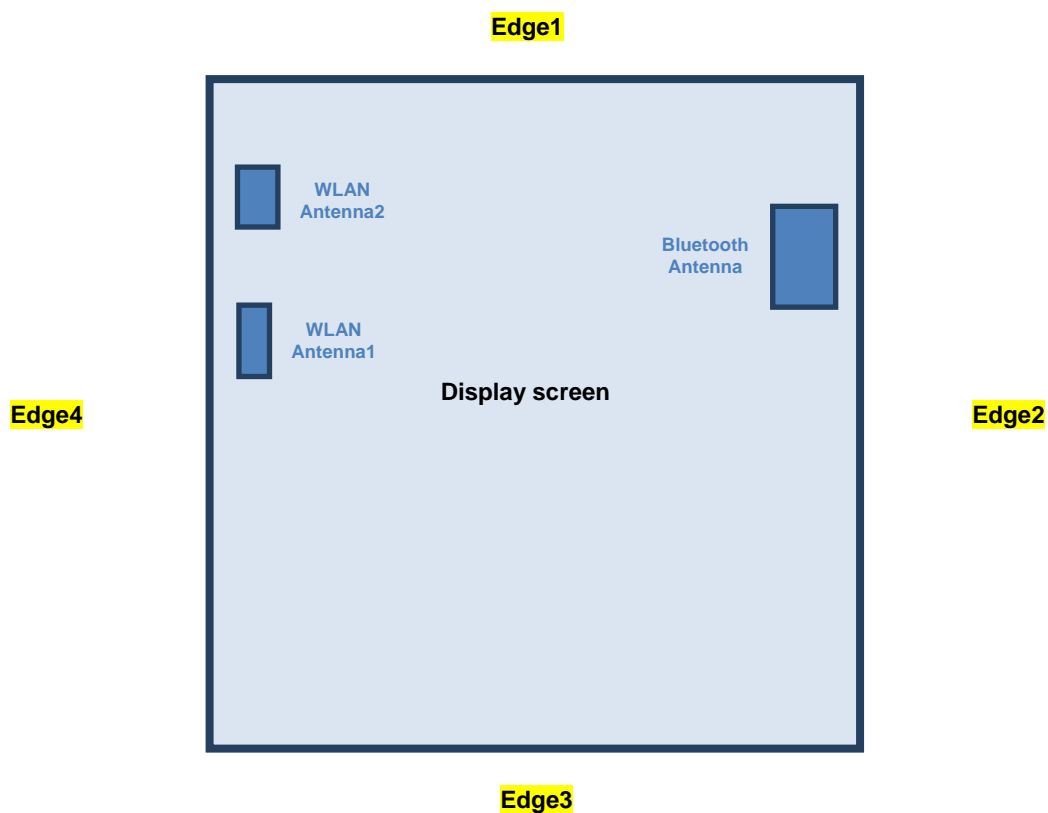 Edge1
WLAN
Antenna2
Bluetooth
Antenna
WLAN
Antenna1
Display screen
Edge4
Edge2
Edge3